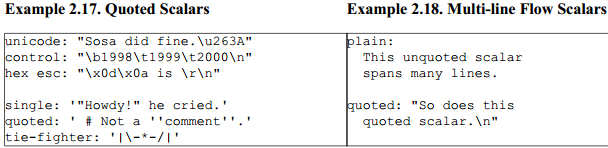 Example 2.17. Quoted Scalars
unicode: "Sosa did fine.\u263A"
control: "\b1998\t1999\t2000\n"
hex esc: "\x0d\x0a is \r\n"
single: '"Howdy!" he cried.'
quoted: ' # Not a ''comment''.'
tie-fighter: '|\-*-/|'
Example 2.18. Multi-line Flow Scalars
plain:
  This unquoted scalar
  spans many lines.
quoted: "So does this
  quoted scalar.\n"